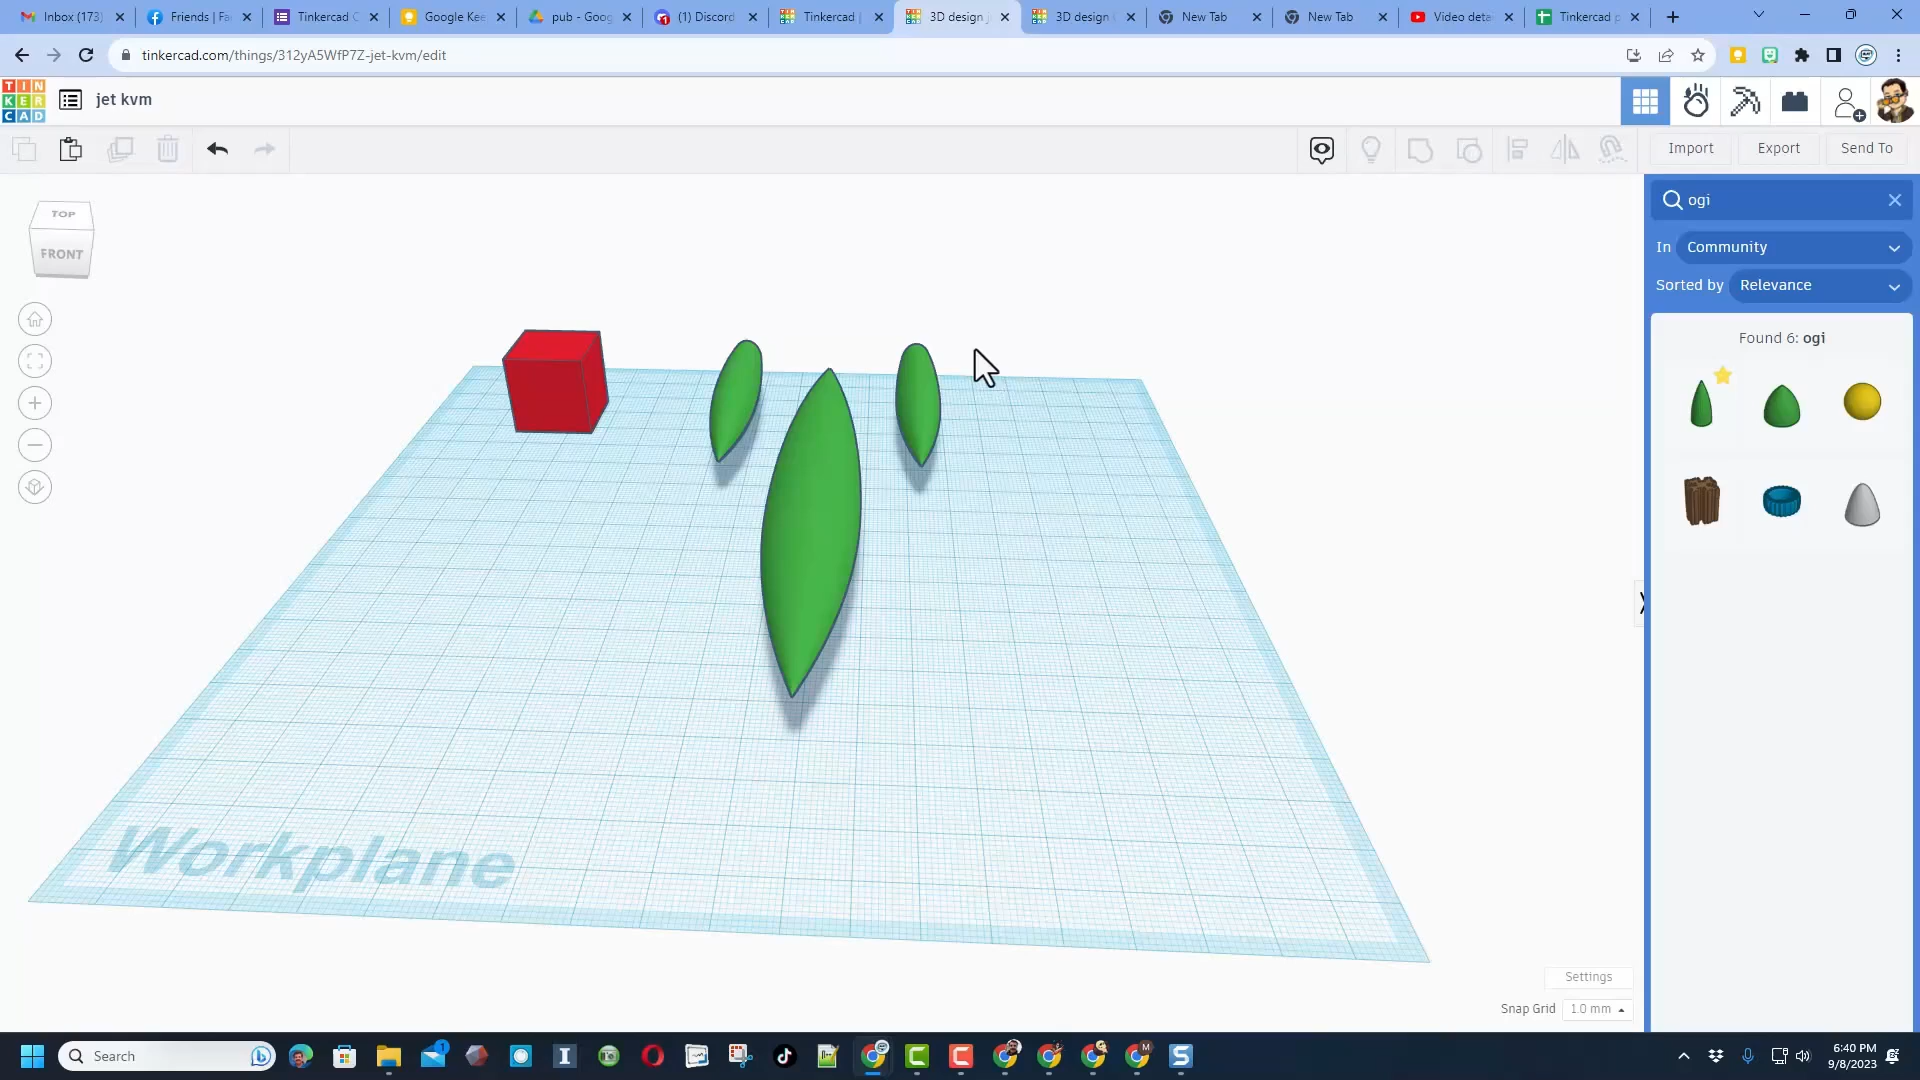 Inbox (173)
Friends | Fa
Tinkercad C
Google Kee
pub - Goog
(1) Discord
Tinkercad |
3D design j
3D design
New Tab
New Tab
Video deta
Tinkercad p
tinkercad.com/things/312yA5WfP7Z-jet-kvm/edit
TIN
KER
CAD
jet kvm
Import
Export
Send To
TOP
FRONT
ogi
In Community
Sorted by Relevance
Found 6: ogi
Workplane
Settings
Snap Grid 1.0 mm
Search
1
M
6:40 PM
9/8/2023